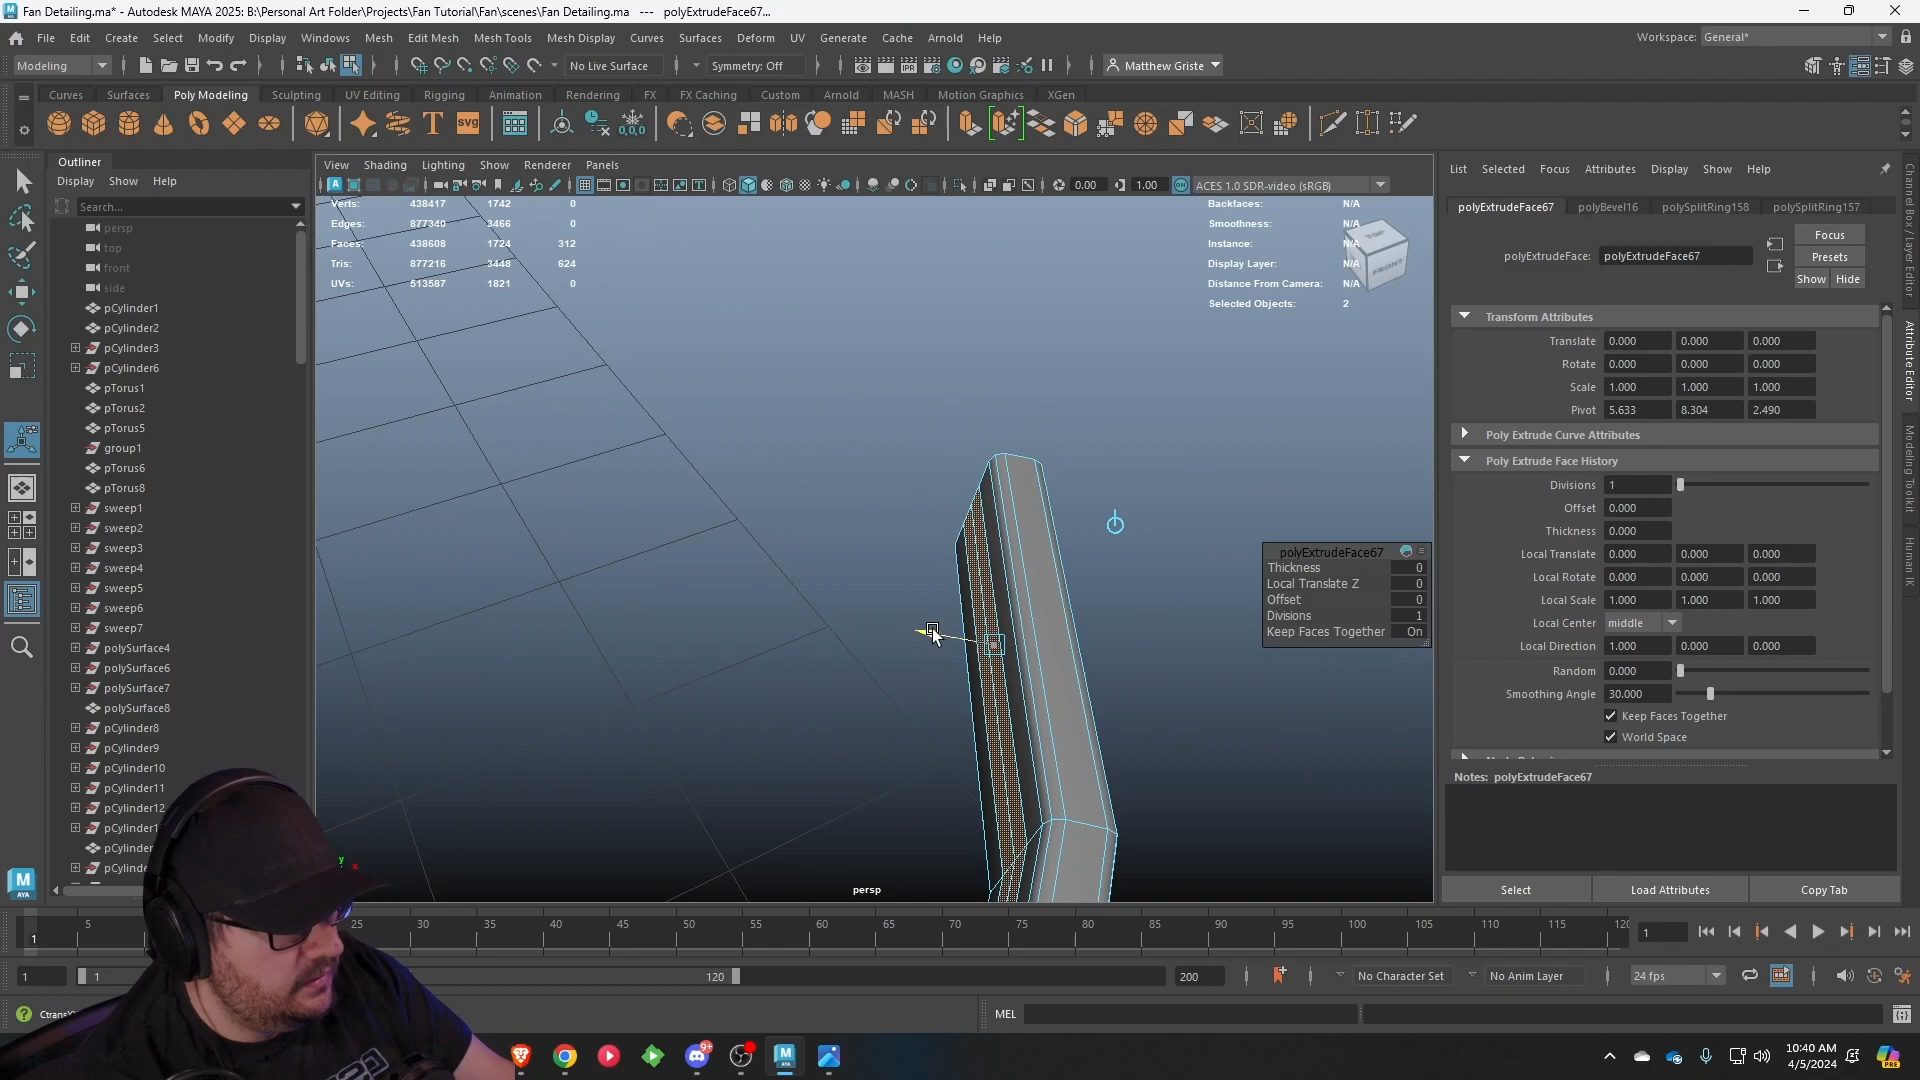 Fan Detailing.ma* - Autodesk MAYA 2025: B:\Personal Art Folder\Projects\Fan Tutorial\Fan\scenes\Fan Detailing.ma   ---   polyExtrudeFace67...
File Edit Create Select Modify Display Windows Mesh Edit Mesh Mesh Tools Mesh Display Curves Surfaces Deform UV Generate Cache Arnold Help
Workspace: General*
Modeling
No Live Surface
Symmetry: Off
Matthew Griste
Curves Surfaces Poly Modeling Sculpting UV Editing Rigging Animation Rendering FX FX Caching Custom Arnold MASH Motion Graphics XGen
Outliner
Display Show Help
Search...
persp
top
front
side
pCylinder1
pCylinder2
pCylinder3
pCylinder6
pTorus1
pTorus2
pTorus5
group1
pTorus6
pTorus8
sweep1
sweep2
sweep3
sweep4
sweep5
sweep6
sweep7
polySurface4
polySurface6
polySurface7
polySurface8
pCylinder8
pCylinder9
pCylinder10
pCylinder11
pCylinder12
View Shading Lighting Show Renderer Panels
0.00 1.00 ACES 1.0 SDR-video (sRGB)
Verts: 438417 1742 0
Edges: 877340 3466 0
Faces: 438608 1724 312
Tris: 877216 3448 624
UVs: 513587 1821 0
Backfaces: N/A
Smoothness: N/A
Instance: N/A
Display Layer: N/A
Distance From Camera: N/A
Selected Objects: 2
TOP
FRONT
polyExtrudeFace67
Thickness 0
Local Translate Z 0
Offset 0
Divisions 1
Keep Faces Together On
y
x
persp
List Selected Focus Attributes Display Show Help
polyExtrudeFace67 polyBevel16 polySplitRing158 polySplitRing157
polyExtrudeFace: polyExtrudeFace67
Focus
Presets
Show Hide
Transform Attributes
Translate 0.000 0.000 0.000
Rotate 0.000 0.000 0.000
Scale 1.000 1.000 1.000
Pivot 5.633 8.304 2.490
Poly Extrude Curve Attributes
Poly Extrude Face History
Divisions 1
Offset 0.000
Thickness 0.000
Local Translate 0.000 0.000 0.000
Local Rotate 0.000 0.000 0.000
Local Scale 1.000 1.000 1.000
Local Center middle
Local Direction 1.000 0.000 0.000
Random 0.000
Smoothing Angle 30.000
Keep Faces Together
World Space
Notes: polyExtrudeFace67
Select Load Attributes Copy Tab
Channel Box / Layer Editor
Attribute Editor
Modeling Toolkit
Human IK
5 25 30 35 40 45 50 55 60 65 70 75 80 85 90 95 100 105 110 115 120
1
1
1 1 120 200
No Character Set
No Anim Layer
24 fps
MEL
M
AYA
9+
10:40 AM
4/5/2024
PRE